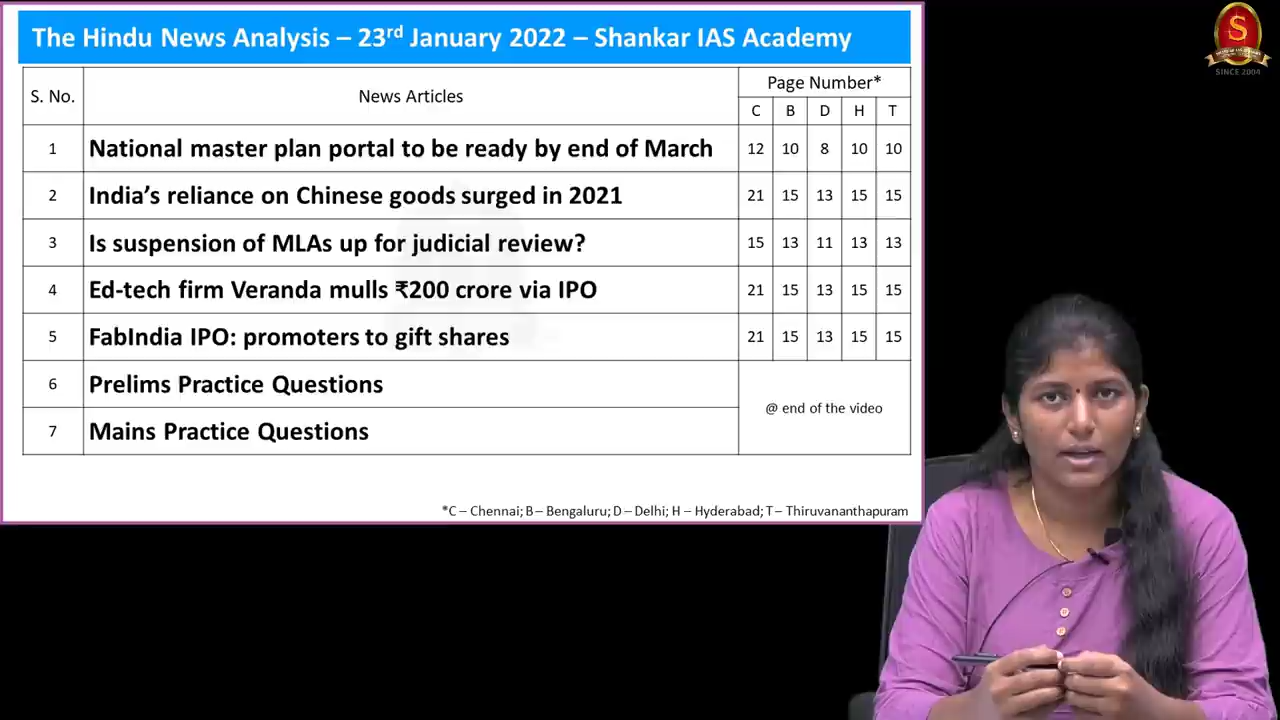 The Hindu News Analysis – 23rd January 2022 – Shankar IAS Academy
S. No. News Articles Page Number*
C B D H T
1 National master plan portal to be ready by end of March 12 10 8 10 10
2 India's reliance on Chinese goods surged in 2021 21 15 13 15 15
3 Is suspension of MLAs up for judicial review? 15 13 11 13 13
4 Ed-tech firm Veranda mulls ₹200 crore via IPO 21 15 13 15 15
5 FabIndia IPO: promoters to gift shares 21 15 13 15 15
6 Prelims Practice Questions
@ end of the video
7 Mains Practice Questions
*C – Chennai; B – Bengaluru; D – Delhi; H – Hyderabad; T – Thiruvananthapuram
S
SINCE 2004